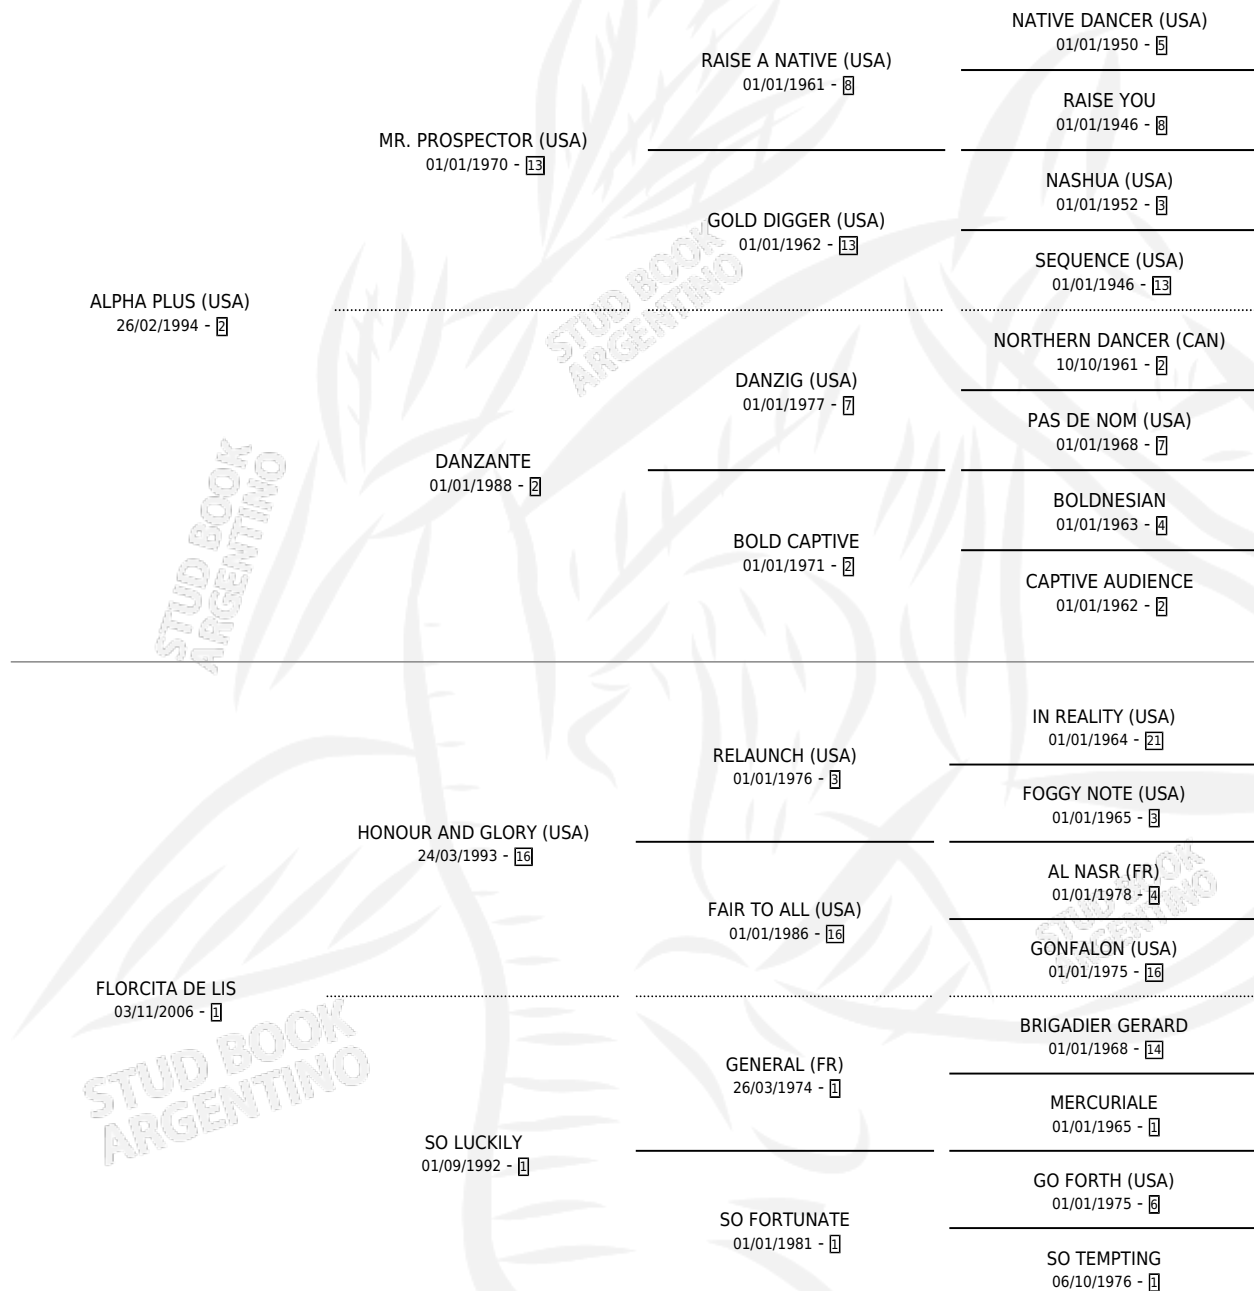 NATIVE DANCER (USA)
01/01/1950 - 5
RAISE A NATIVE (USA)
01/01/1961 - 8
RAISE YOU
01/01/1946 - 8
MR. PROSPECTOR (USA)
01/01/1970 - 13
NASHUA (USA)
01/01/1952 - 3
GOLD DIGGER (USA)
01/01/1962 - 13
SEQUENCE (USA)
01/01/1946 - 13
ALPHA PLUS (USA)
26/02/1994 - 2
STUD BOOK
ARGENTINO
NORTHERN DANCER (CAN)
10/10/1961 - 2
DANZIG (USA)
01/01/1977 - 7
PAS DE NOM (USA)
01/01/1968 - 7
DANZANTE
01/01/1988 - 2
BOLDNESIAN
01/01/1963 - 4
BOLD CAPTIVE
01/01/1971 - 2
CAPTIVE AUDIENCE
01/01/1962 - 2
STUD BOOK
ARGENTINO
IN REALITY (USA)
01/01/1964 - 21
RELAUNCH (USA)
01/01/1976 - 3
FOGGY NOTE (USA)
01/01/1965 - 3
HONOUR AND GLORY (USA)
24/03/1993 - 16
AL NASR (FR)
01/01/1978 - 4
FAIR TO ALL (USA)
01/01/1986 - 16
STUD BOOK
ARGENTINO
GONFALON (USA)
01/01/1975 - 16
FLORCITA DE LIS
03/11/2006 - 1
STUD BOOK
ARGENTINO
BRIGADIER GERARD
01/01/1968 - 14
GENERAL (FR)
26/03/1974 - 1
MERCURIALE
01/01/1965 - 1
SO LUCKILY
01/09/1992 - 1
GO FORTH (USA)
01/01/1975 - 6
SO FORTUNATE
01/01/1981 - 1
SO TEMPTING
06/10/1976 - 1